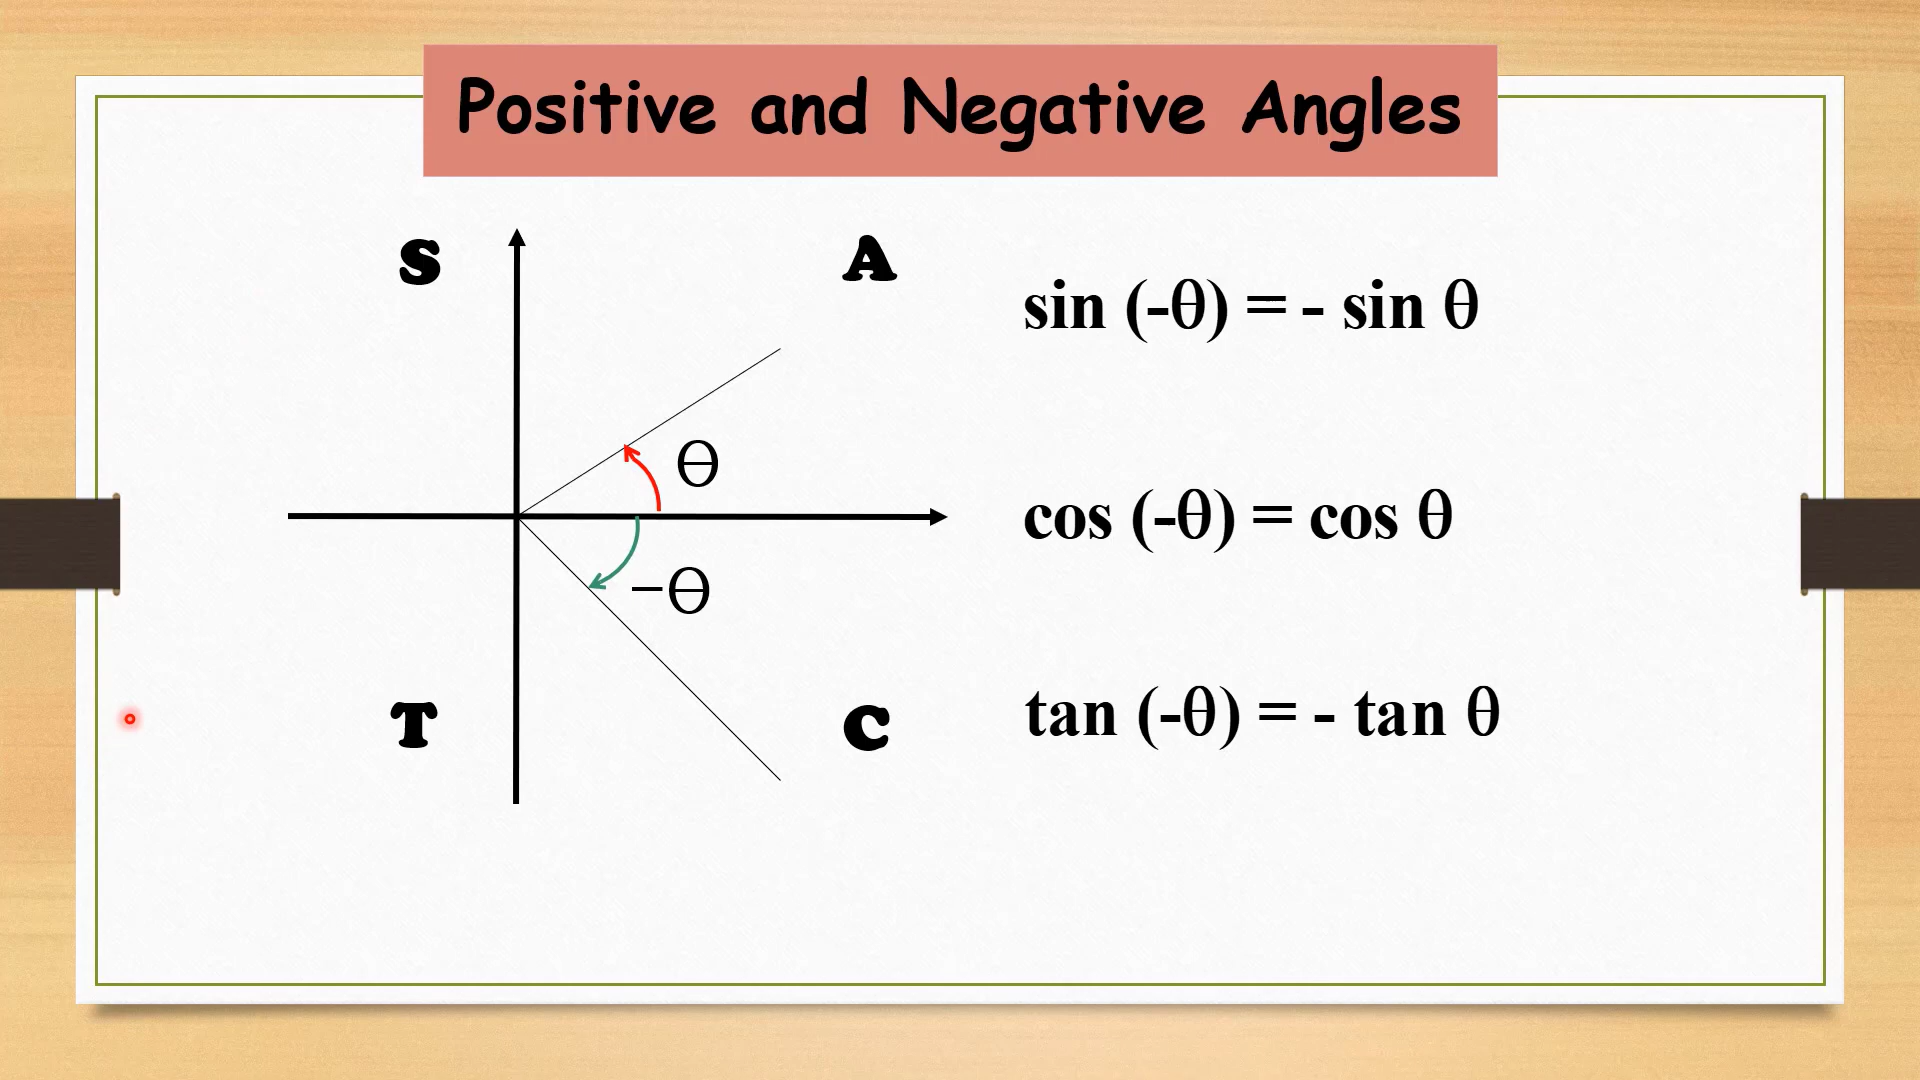 Positive and Negative Angles
S
A
sin (-θ) = - sin θ
θ
cos (-θ) = cos θ
−θ
T
C
tan (-θ) = - tan θ